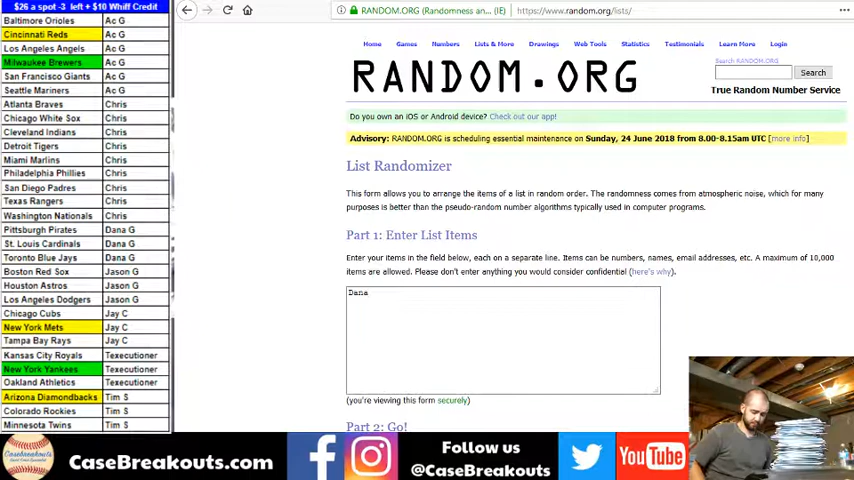 $26 a spot -3 left + $10 Whiff Credit
Baltimore Orioles Ac G
Cincinnati Reds Ac G
Los Angeles Angels Ac G
Milwaukee Brewers Ac G
San Francisco Giants Ac G
Seattle Mariners Ac G
Atlanta Braves Chris
Chicago White Sox Chris
Cleveland Indians Chris
Detroit Tigers Chris
Miami Marlins Chris
Philadelphia Phillies Chris
San Diego Padres Chris
Texas Rangers Chris
Washington Nationals Chris
Pittsburgh Pirates Dana G
St. Louis Cardinals Dana G
Toronto Blue Jays Dana G
Boston Red Sox Jason G
Houston Astros Jason G
Los Angeles Dodgers Jason G
Chicago Cubs Jay C
New York Mets Jay C
Tampa Bay Rays Jay C
Kansas City Royals Texecutioner
New York Yankees Texecutioner
Oakland Athletics Texecutioner
Arizona Diamondbacks Tim S
Colorado Rockies Tim S
Minnesota Twins Tim S
RANDOM.ORG (Randomness an... (IE) https://www.random.org/lists/
Home Games Numbers Lists & More Drawings Web Tools Statistics Testimonials Learn More Login
RANDOM.ORG
Search RANDOM.ORG
Search
True Random Number Service
Do you own an iOS or Android device? Check out our app!
Advisory: RANDOM.ORG is scheduling essential maintenance on Sunday, 24 June 2018 from 8.00-8.15am UTC [more info]
List Randomizer
This form allows you to arrange the items of a list in random order. The randomness comes from atmospheric noise, which for many
purposes is better than the pseudo-random number algorithms typically used in computer programs.
Part 1: Enter List Items
Enter your items in the field below, each on a separate line. Items can be numbers, names, email addresses, etc. A maximum of 10,000
items are allowed. Please don't enter anything you would consider confidential (here's why).
Dana
(you're viewing this form securely)
Part 2: Go!
CaseBreakouts.com
Follow us
@CaseBreakouts
YouTube